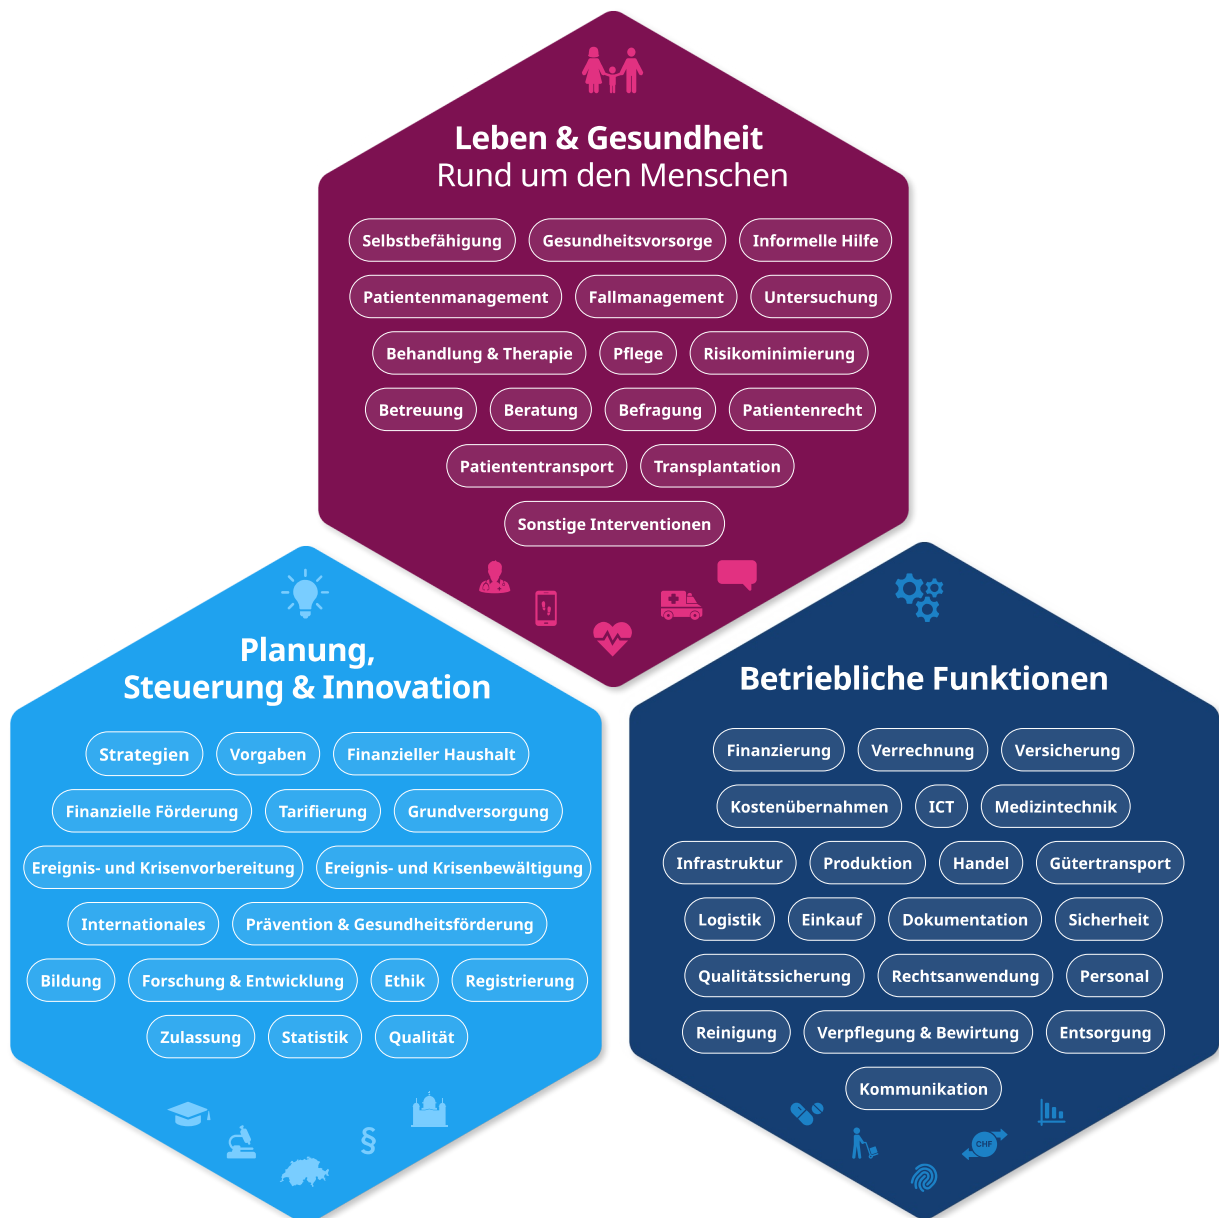 Leben & Gesundheit
Rund um den Menschen
Selbstbefähigung Gesundheitsvorsorge Informelle Hilfe
Patientenmanagement Fallmanagement Untersuchung
Behandlung & Therapie Pflege Risikominimierung
Betreuung Beratung Befragung Patientenrecht
Patiententransport Transplantation
Sonstige Interventionen
Planung,
Steuerung & Innovation
Strategien Vorgaben Finanzieller Haushalt
Finanzielle Förderung Tarifierung Grundversorgung
Ereignis- und Krisenvorbereitung Ereignis- und Krisenbewältigung
Internationales Prävention & Gesundheitsförderung
Bildung Forschung & Entwicklung Ethik Registrierung
Zulassung Statistik Qualität
§
Betriebliche Funktionen
Finanzierung Verrechnung Versicherung
Kostenübernahmen ICT Medizintechnik
Infrastruktur Produktion Handel Gütertransport
Logistik Einkauf Dokumentation Sicherheit
Qualitätssicherung Rechtsanwendung Personal
Reinigung Verpflegung & Bewirtung Entsorgung
Kommunikation
CHF